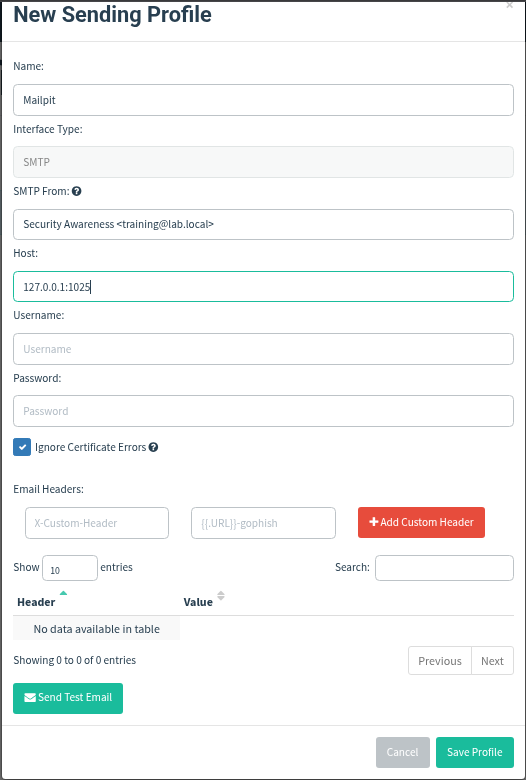 New Sending Profile
×
Name:
Mailpit
Interface Type:
SMTP
SMTP From:
Security Awareness <training@lab.local>
Host:
127.0.0.1:1025
Username:
Username
Password:
Password
Ignore Certificate Errors
Email Headers:
X-Custom-Header {{.URL}}-gophish + Add Custom Header
Show 10 entries Search:
Header Value
No data available in table
Showing 0 to 0 of 0 entries Previous Next
Send Test Email
Cancel Save Profile